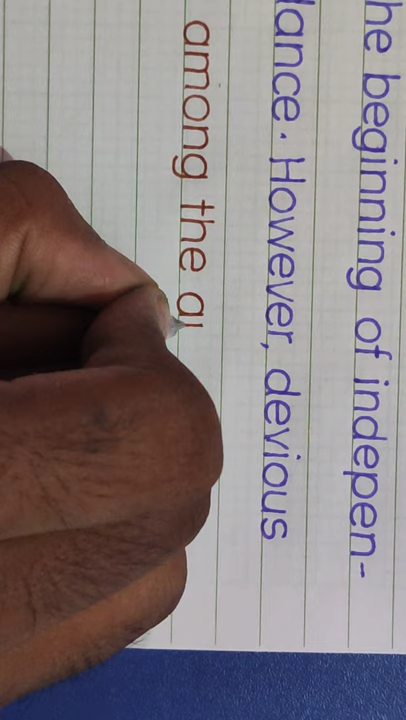 he beginning of indepen-
dance. However, devious
among the a